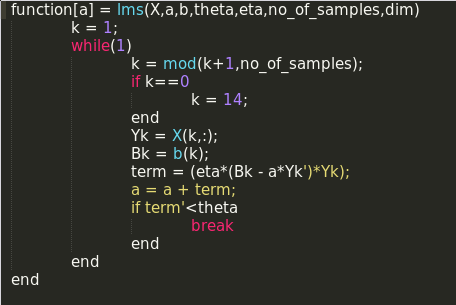 function[a] = lms(X,a,b,theta,eta,no_of_samples,dim)
k = 1;
while(1)
k = mod(k+1,no_of_samples);
if k==0
k = 14;
end
Yk = X(k,:);
Bk = b(k);
term = (eta*(Bk - a*Yk')*Yk);
a = a + term;
if term'<theta
break
end
end
end